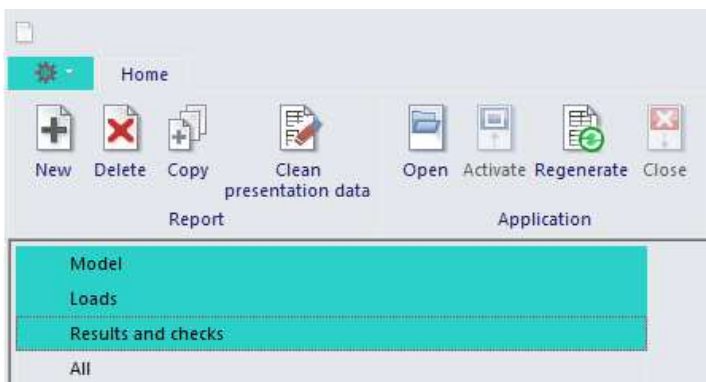 Home
New Delete Copy Clean presentation data Open Activate Regenerate Close
Report Application
Model
Loads
Results and checks
All